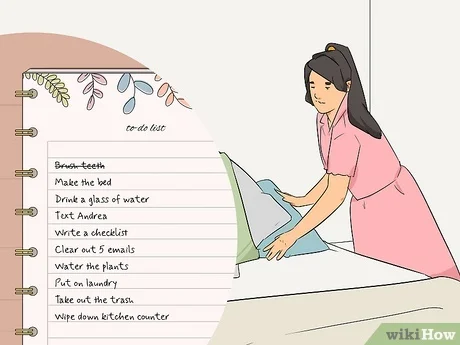 to-do list
Brush teeth
Make the bed
Drink a glass of water
Text Andrea
Write a checklist
Clear out 5 emails
Water the plants
Put on laundry
Take out the trash
Wipe down kitchen counter
wikiHow